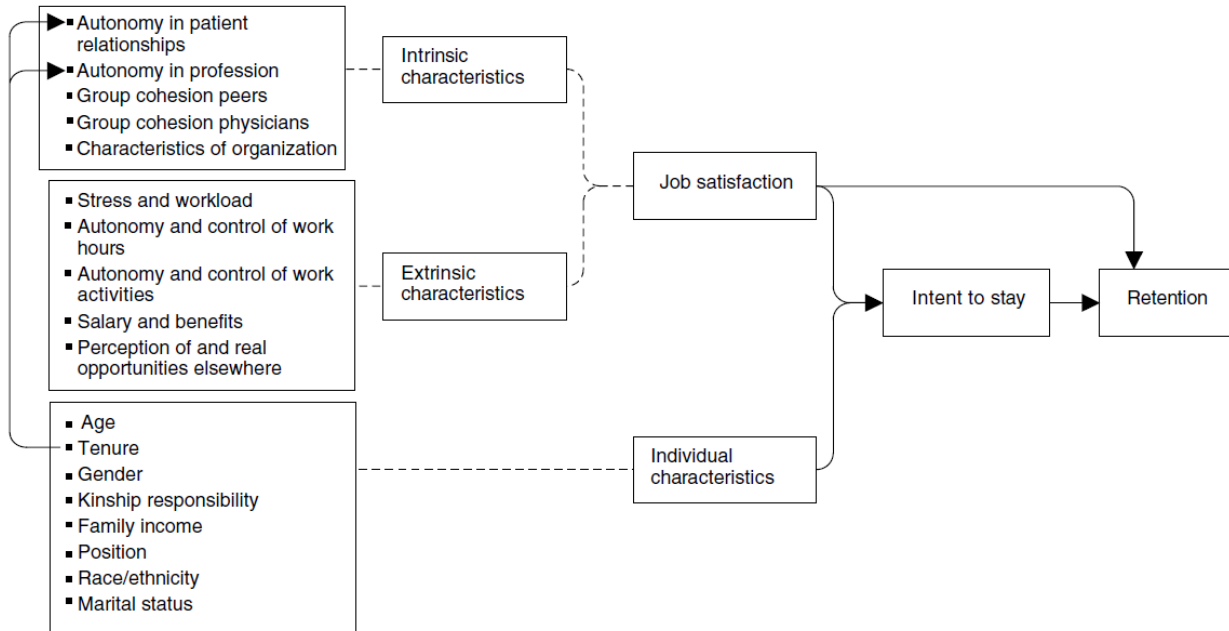 Autonomy in patient
relationships
Autonomy in profession
Group cohesion peers
Group cohesion physicians
Characteristics of organization
Intrinsic
characteristics
Stress and workload
Autonomy and control of work
hours
Autonomy and control of work
activities
Salary and benefits
Perception of and real
opportunities elsewhere
Extrinsic
characteristics
Job satisfaction
Intent to stay
Retention
Age
Tenure
Gender
Kinship responsibility
Family income
Position
Race/ethnicity
Marital status
Individual
characteristics